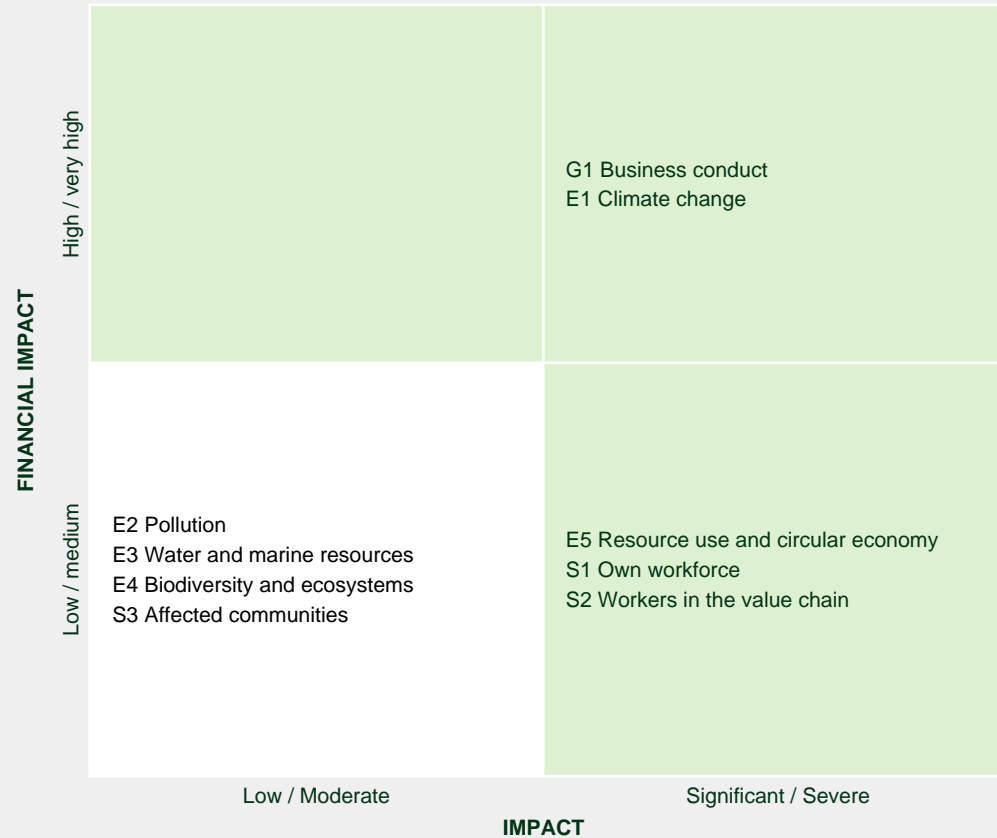 FINANCIAL IMPACT
High / very high
G1 Business conduct
E1 Climate change
Low / medium
E2 Pollution
E3 Water and marine resources
E4 Biodiversity and ecosystems
S3 Affected communities
E5 Resource use and circular economy
S1 Own workforce
S2 Workers in the value chain
Low / Moderate
Significant / Severe
IMPACT